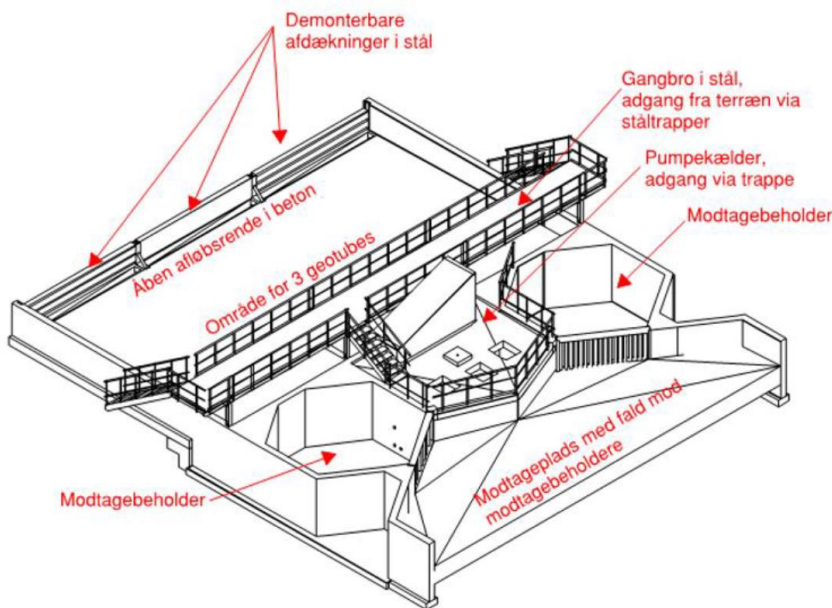 Demonterbare
afdækninger i stål
Gangbro i stål,
adgang fra terræn via
ståltrapper
Pumpekælder,
adgang via trappe
Modtagebeholder
Åben afløbsrende i beton
Område for 3 geotubes
Modtageplads med fald mod
modtagebeholdere
Modtagebeholder